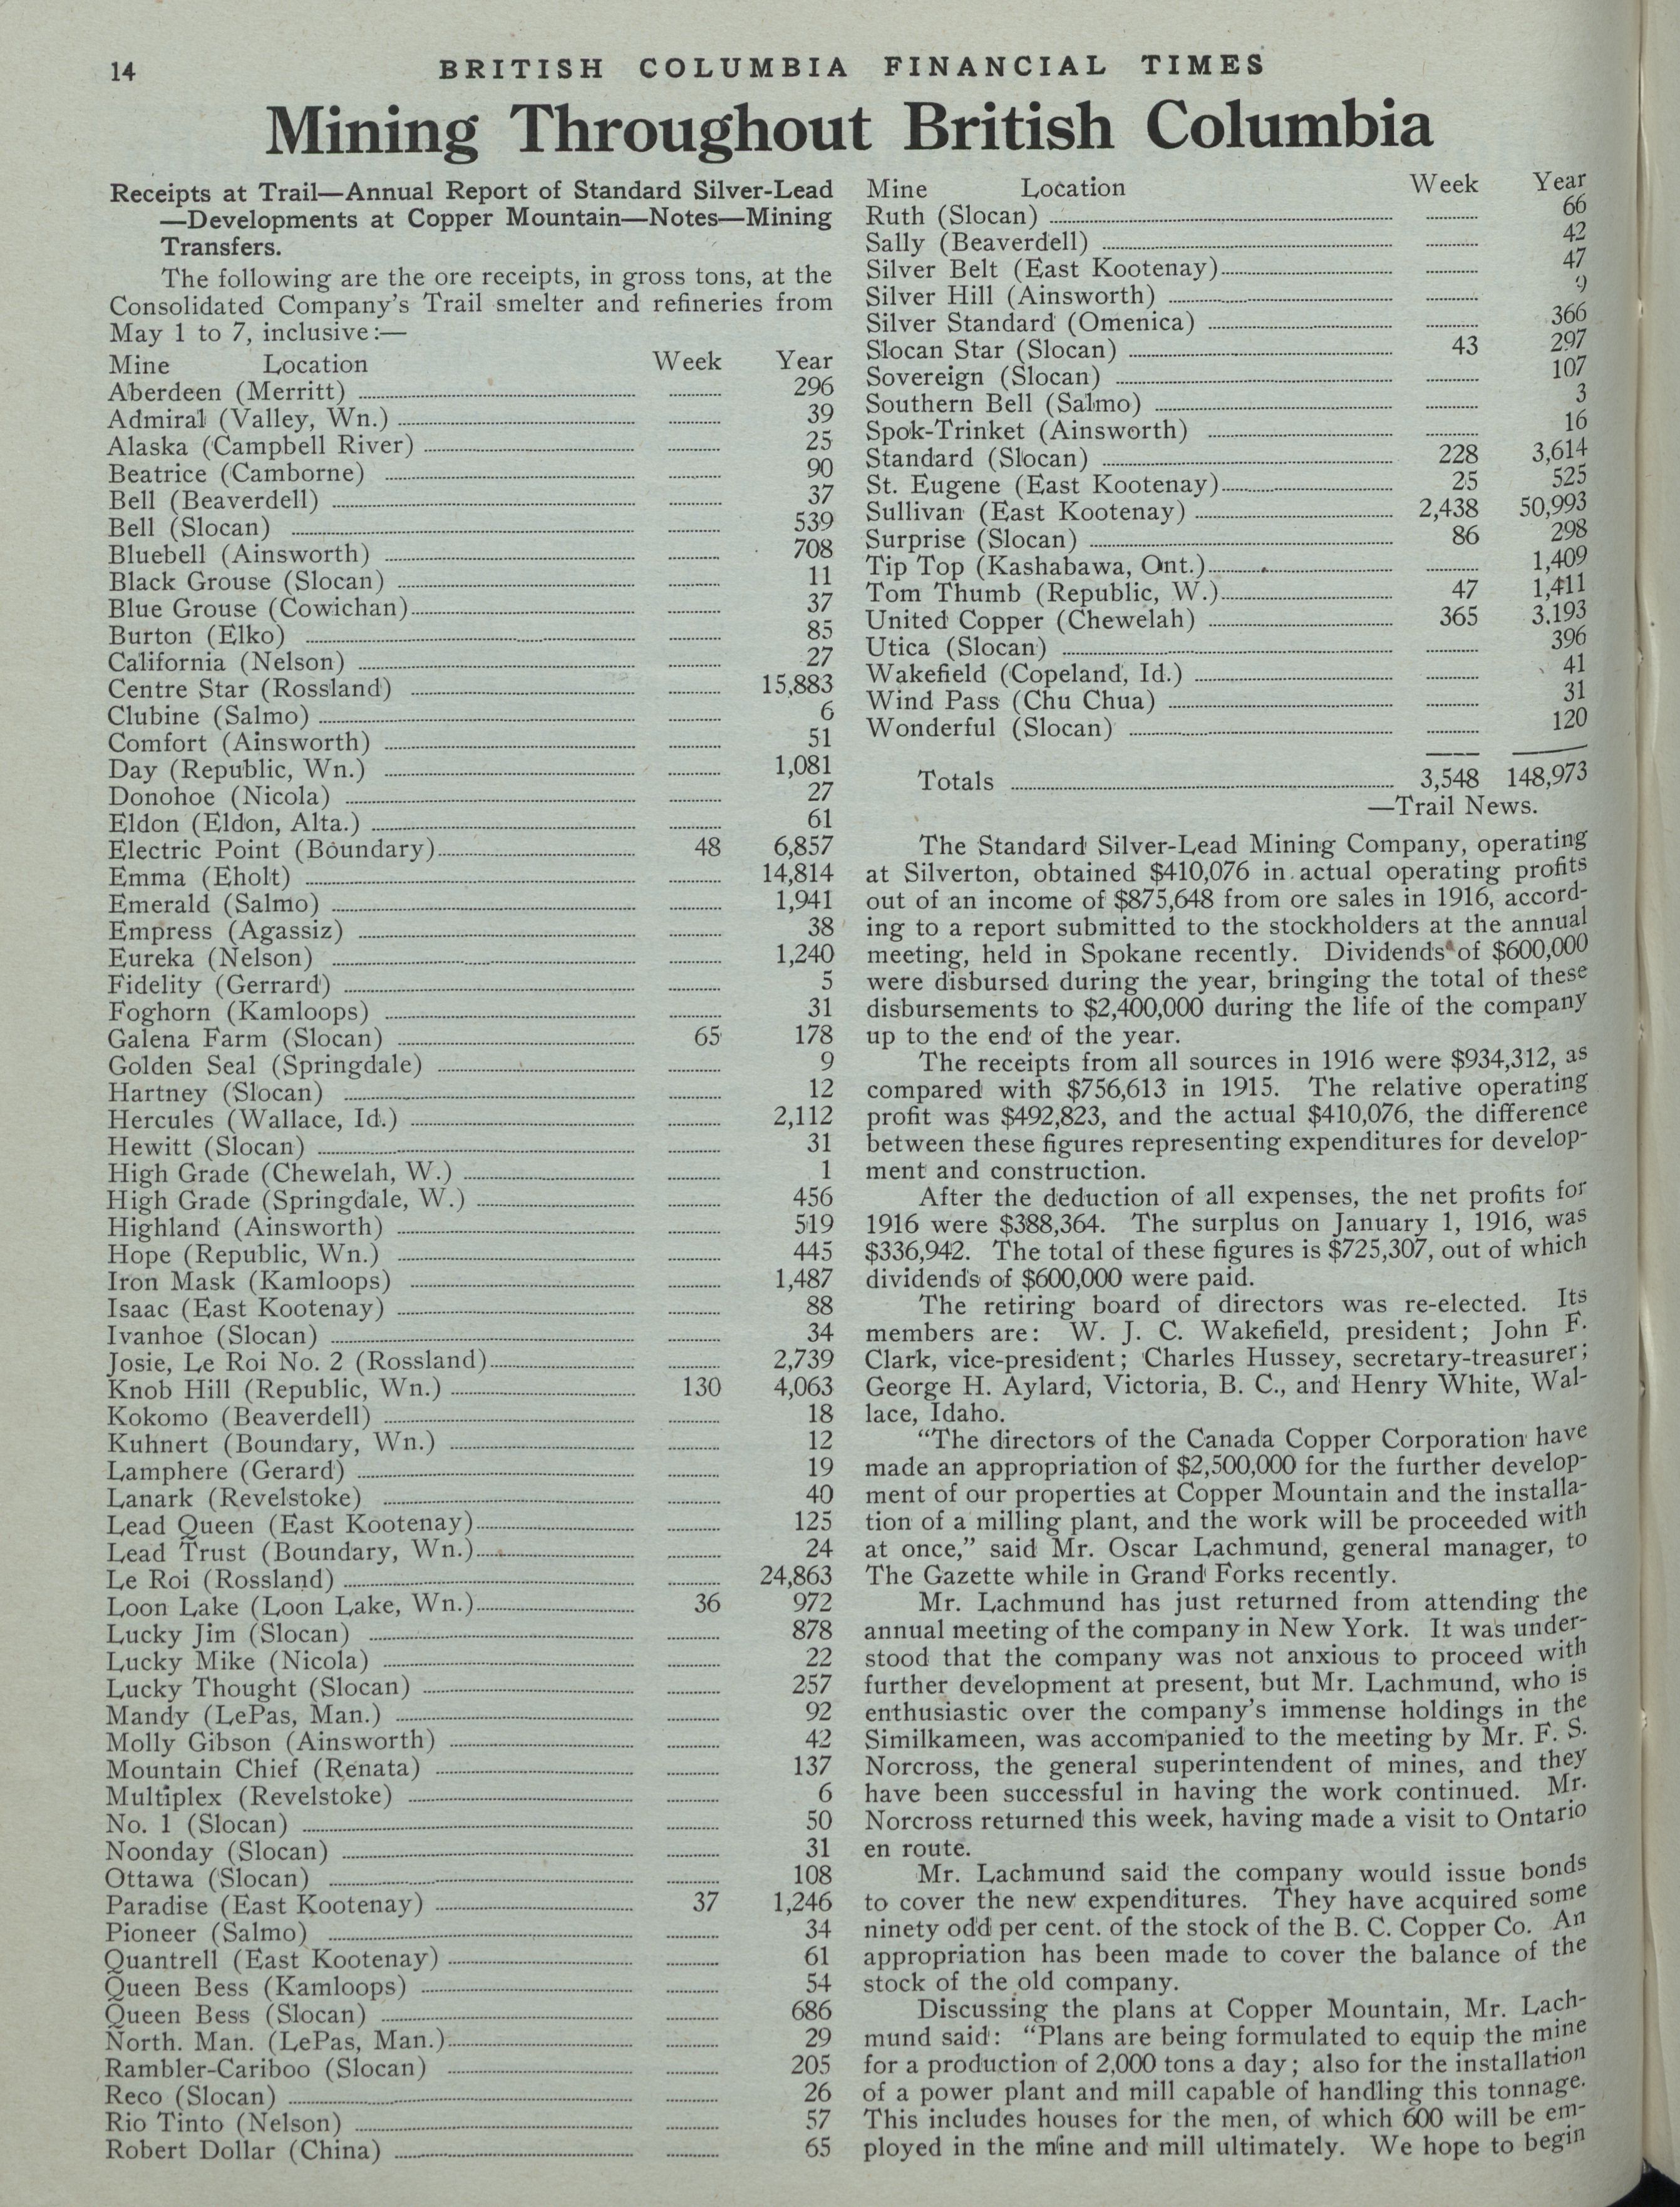 14
BRITISH COLUMBIA FINANCIAL TIMES
Mining Throughout British Columbia
Receipts at Trail—Annual Report of Standard Silver-Lead
—Developments at Copper Mountain—Notes—Mining
Transfers.
The following are the ore receipts, in gross tons, at the
Consolidated Company's Trail smelter and refineries from
May 1 to 7, inclusive:—
Mine Location Week Year
Aberdeen (Merritt) 296
Admiral (Valley, Wn.) 39
Alaska (Campbell River) 25
Beatrice (Camborne) 90
Bell (Beaverdell) 37
Bell (Slocan) 539
Bluebell (Ainsworth) 708
Black Grouse (Slocan) 11
Blue Grouse (Cowichan) 37
Burton (Elko) 85
California (Nelson) 27
Centre Star (Rossland) 15,883
Clubine (Salmo) 6
Comfort (Ainsworth) 51
Day (Republic, Wn.) 1,081
Donohoe (Nicola) 27
Eldon (Eldon, Alta.) 61
Electric Point (Boundary) 48 6,857
Emma (Eholt) 14,814
Emerald (Salmo) 1,941
Empress (Agassiz) 38
Eureka (Nelson) 1,240
Fidelity (Gerrard) 5
Foghorn (Kamloops) 31
Galena Farm (Slocan) 65 178
Golden Seal (Springdale) 9
Hartney (Slocan) 12
Hercules (Wallace, Id.) 2,112
Hewitt (Slocan) 31
High Grade (Chewelah, W.) 1
High Grade (Springdale, W.) 456
Highland (Ainsworth) 519
Hope (Republic, Wn.) 445
Iron Mask (Kamloops) 1,487
Isaac (East Kootenay) 88
Ivanhoe (Slocan) 34
Josie, Le Roi No. 2 (Rossland) 2,739
Knob Hill (Republic, Wn.) 130 4,063
Kokomo (Beaverdell) 18
Kuhnert (Boundary, Wn.) 12
Lamphere (Gerard) 19
Lanark (Revelstoke) 40
Lead Queen (East Kootenay) 125
Lead Trust (Boundary, Wn.) 24
Le Roi (Rossland) 24,863
Loon Lake (Loon Lake, Wn.) 36 972
Lucky Jim (Slocan) 878
Lucky Mike (Nicola) 22
Lucky Thought (Slocan) 257
Mandy (LePas, Man.) 92
Molly Gibson (Ainsworth) 42
Mountain Chief (Renata) 137
Multiplex (Revelstoke) 6
No. 1 (Slocan) 50
Noonday (Slocan) 31
Ottawa (Slocan) 108
Paradise (East Kootenay) 37 1,246
Pioneer (Salmo) 34
Quantrell (East Kootenay) 61
Queen Bess (Kamloops) 54
Queen Bess (Slocan) 686
North. Man. (LePas, Man.) 29
Rambler-Cariboo (Slocan) 205
Reco (Slocan) 26
Rio Tinto (Nelson) 57
Robert Dollar (China) 65
Mine Location Week Year
Ruth (Slocan) 66
Sally (Beaverdell) 42
Silver Belt (East Kootenay) 47
Silver Hill (Ainsworth) 9
Silver Standard (Omenica) 366
Slocan Star (Slocan) 43 297
Sovereign (Slocan) 107
Southern Bell (Salmo) 3
Spok-Trinket (Ainsworth) 16
Standard (Slocan) 228 3,614
St. Eugene (East Kootenay) 25 525
Sullivan (East Kootenay) 2,438 50,993
Surprise (Slocan) 86 298
Tip Top (Kashabawa, Ont.) 1,409
Tom Thumb (Republic, W.) 47 1,411
United Copper (Chewelah) 365 3.193
Utica (Slocan) 396
Wakefield (Copeland, Id.) 41
Wind Pass (Chu Chua) 31
Wonderful (Slocan) 120
Totals 3,548 148,973
—Trail News.
The Standard Silver-Lead Mining Company, operating
at Silverton, obtained $410,076 in actual operating profits
out of an income of $875,648 from ore sales in 1916, accord-
ing to a report submitted to the stockholders at the annual
meeting, held in Spokane recently. Dividends of $600,000
were disbursed during the year, bringing the total of these
disbursements to $2,400,000 during the life of the company
up to the end of the year.
The receipts from all sources in 1916 were $934,312, as
compared with $756,613 in 1915. The relative operating
profit was $492,823, and the actual $410,076, the difference
between these figures representing expenditures for develop-
ment and construction.
After the deduction of all expenses, the net profits for
1916 were $388,364. The surplus on January 1, 1916, was
$336,942. The total of these figures is $725,307, out of which
dividends of $600,000 were paid.
The retiring board of directors was re-elected. Its
members are: W. J. C. Wakefield, president; John F.
Clark, vice-president; Charles Hussey, secretary-treasurer;
George H. Aylard, Victoria, B. C., and Henry White, Wal-
lace, Idaho.
"The directors of the Canada Copper Corporation have
made an appropriation of $2,500,000 for the further develop-
ment of our properties at Copper Mountain and the installa-
tion of a milling plant, and the work will be proceeded with
at once," said Mr. Oscar Lachmund, general manager, to
The Gazette while in Grand Forks recently.
Mr. Lachmund has just returned from attending the
annual meeting of the company in New York. It was under-
stood that the company was not anxious to proceed with
further development at present, but Mr. Lachmund, who is
enthusiastic over the company's immense holdings in the
Similkameen, was accompanied to the meeting by Mr. F. S.
Norcross, the general superintendent of mines, and they
have been successful in having the work continued. Mr.
Norcross returned this week, having made a visit to Ontario
en route.
Mr. Lachmund said the company would issue bonds
to cover the new expenditures. They have acquired some
ninety odd per cent. of the stock of the B. C. Copper Co. An
appropriation has been made to cover the balance of the
stock of the old company.
Discussing the plans at Copper Mountain, Mr. Lach-
mund said: "Plans are being formulated to equip the mine
for a production of 2,000 tons a day; also for the installation
of a power plant and mill capable of handling this tonnage.
This includes houses for the men, of which 600 will be em-
ployed in the mine and mill ultimately. We hope to begin